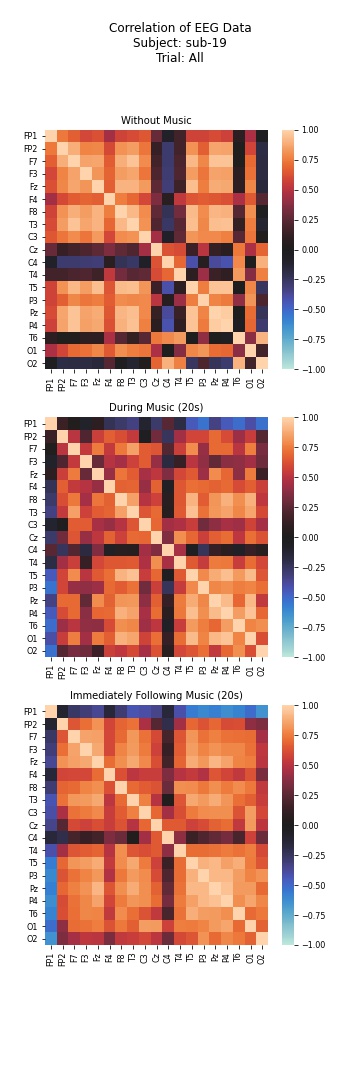 Correlation of EEG Data
Subject: sub-19
Trial: All
Without Music
FP1
FP2
F7
F3
Fz
F4
F8
T3
C3
Cz
C4
T4
T5
P3
Pz
P4
T6
O1
O2
FP1 FP2 F7 F3 Fz F4 F8 T3 C3 Cz C4 T4 T5 P3 Pz P4 T6 O1 O2
1.00
0.75
0.50
0.25
0.00
−0.25
−0.50
−0.75
−1.00
During Music (20s)
FP1
FP2
F7
F3
Fz
F4
F8
T3
C3
Cz
C4
T4
T5
P3
Pz
P4
T6
O1
O2
FP1 FP2 F7 F3 Fz F4 F8 T3 C3 Cz C4 T4 T5 P3 Pz P4 T6 O1 O2
1.00
0.75
0.50
0.25
0.00
−0.25
−0.50
−0.75
−1.00
Immediately Following Music (20s)
FP1
FP2
F7
F3
Fz
F4
F8
T3
C3
Cz
C4
T4
T5
P3
Pz
P4
T6
O1
O2
FP1 FP2 F7 F3 Fz F4 F8 T3 C3 Cz C4 T4 T5 P3 Pz P4 T6 O1 O2
1.00
0.75
0.50
0.25
0.00
−0.25
−0.50
−0.75
−1.00